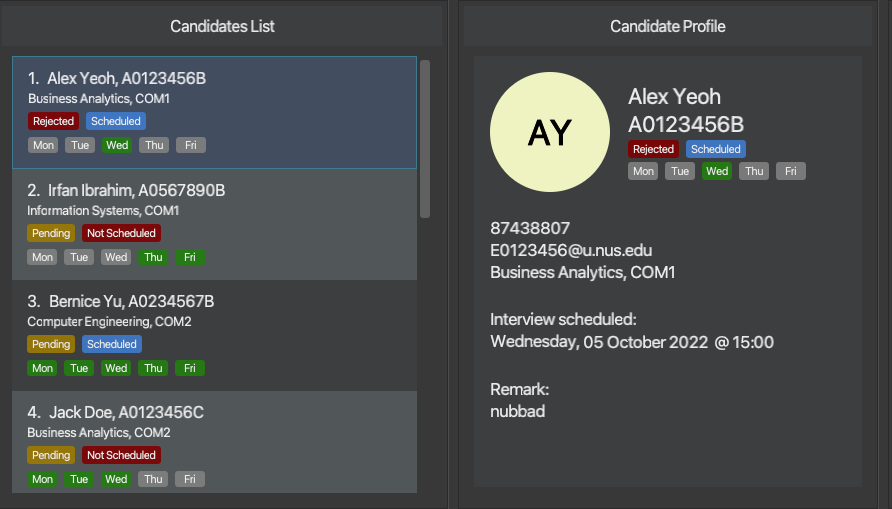 Candidates List
1. Alex Yeoh, A0123456B
Business Analytics, COM1
Rejected Scheduled
Mon Tue Wed Thu Fri
2. Irfan Ibrahim, A0567890B
Information Systems, COM1
Pending Not Scheduled
Mon Tue Wed Thu Fri
3. Bernice Yu, A0234567B
Computer Engineering, COM2
Pending Scheduled
Mon Tue Wed Thu Fri
4. Jack Doe, A0123456C
Business Analytics, COM2
Pending Not Scheduled
Mon Tue Wed Thu Fri
Candidate Profile
AY
Alex Yeoh
A0123456B
Rejected Scheduled
Mon Tue Wed Thu Fri
87438807
E0123456@u.nus.edu
Business Analytics, COM1
Interview scheduled:
Wednesday, 05 October 2022 @ 15:00
Remark:
nubbad